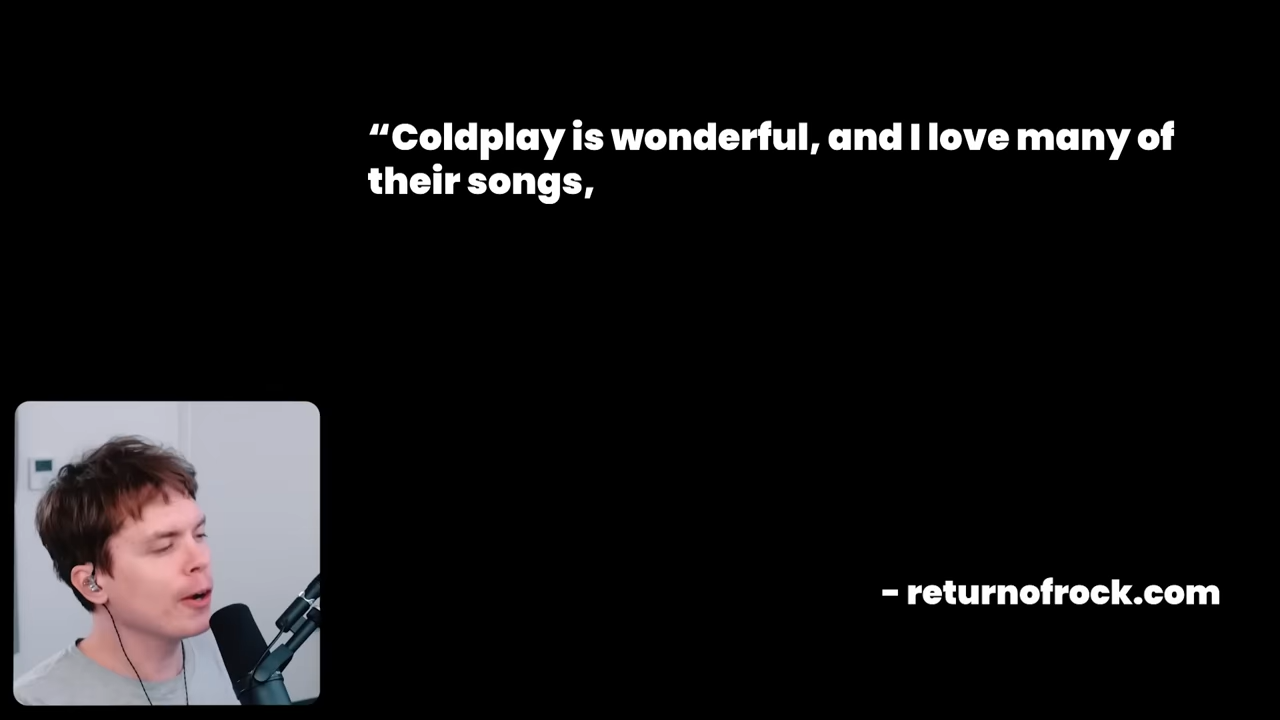 “Coldplay is wonderful, and I love many of
their songs,
- returnofrock.com